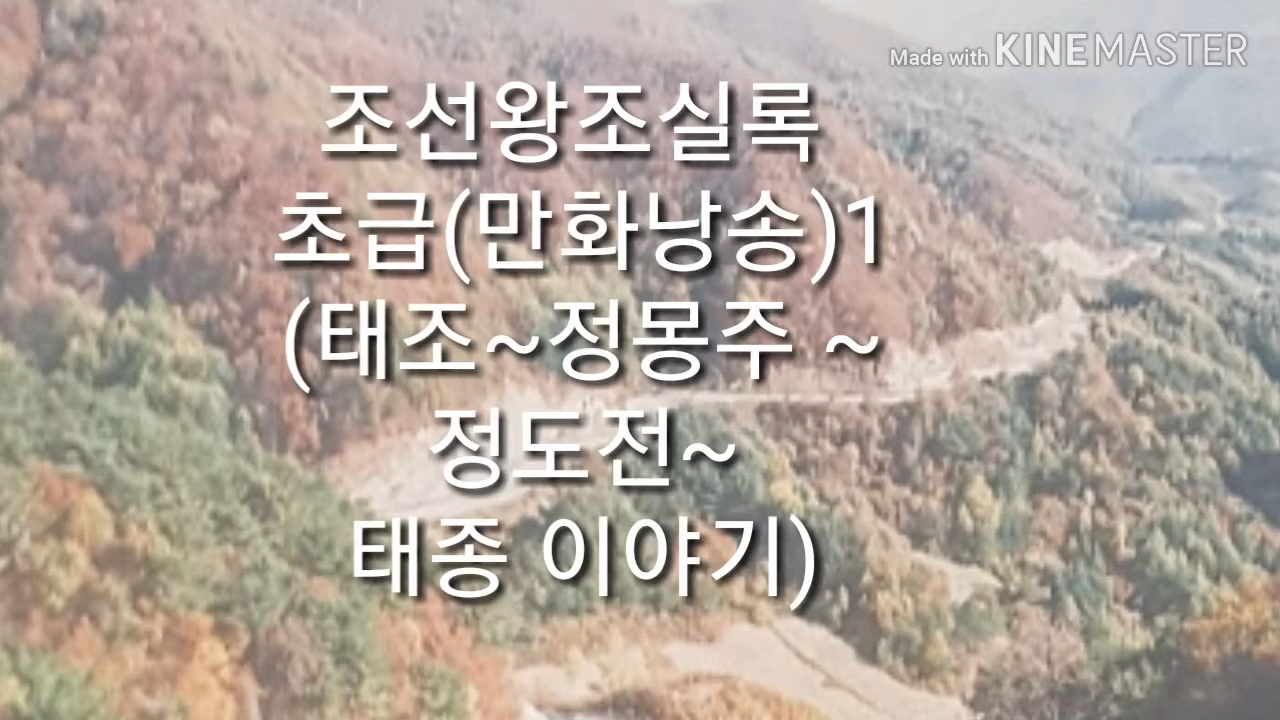 Made with KINEMASTER
조선왕조실록
초급(만화낭송)1
(태조~정몽주 ~
정도전~
태종 이야기)